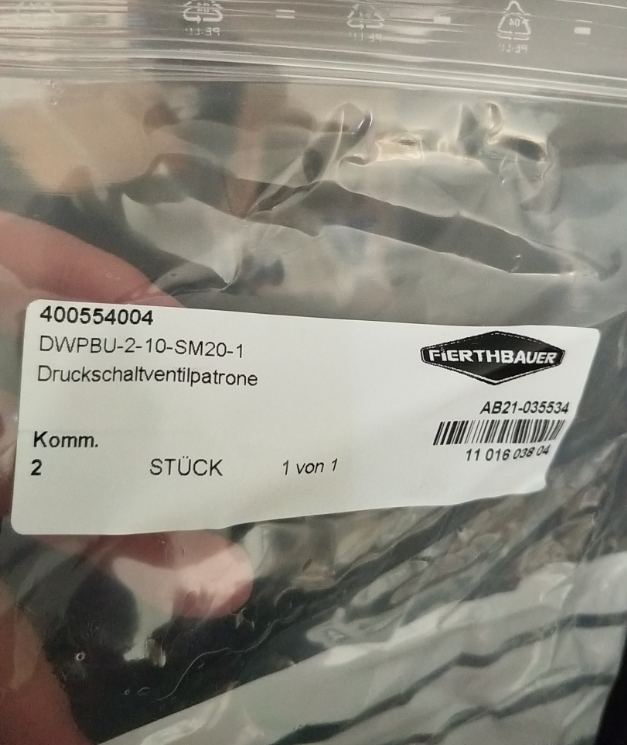 400554004
DWPBU-2-10-SM20-1
Druckschaltventilpatrone
FiERTHBAUER
AB21-035534
11 016 038 04
Komm.
2 STÜCK 1 von 1